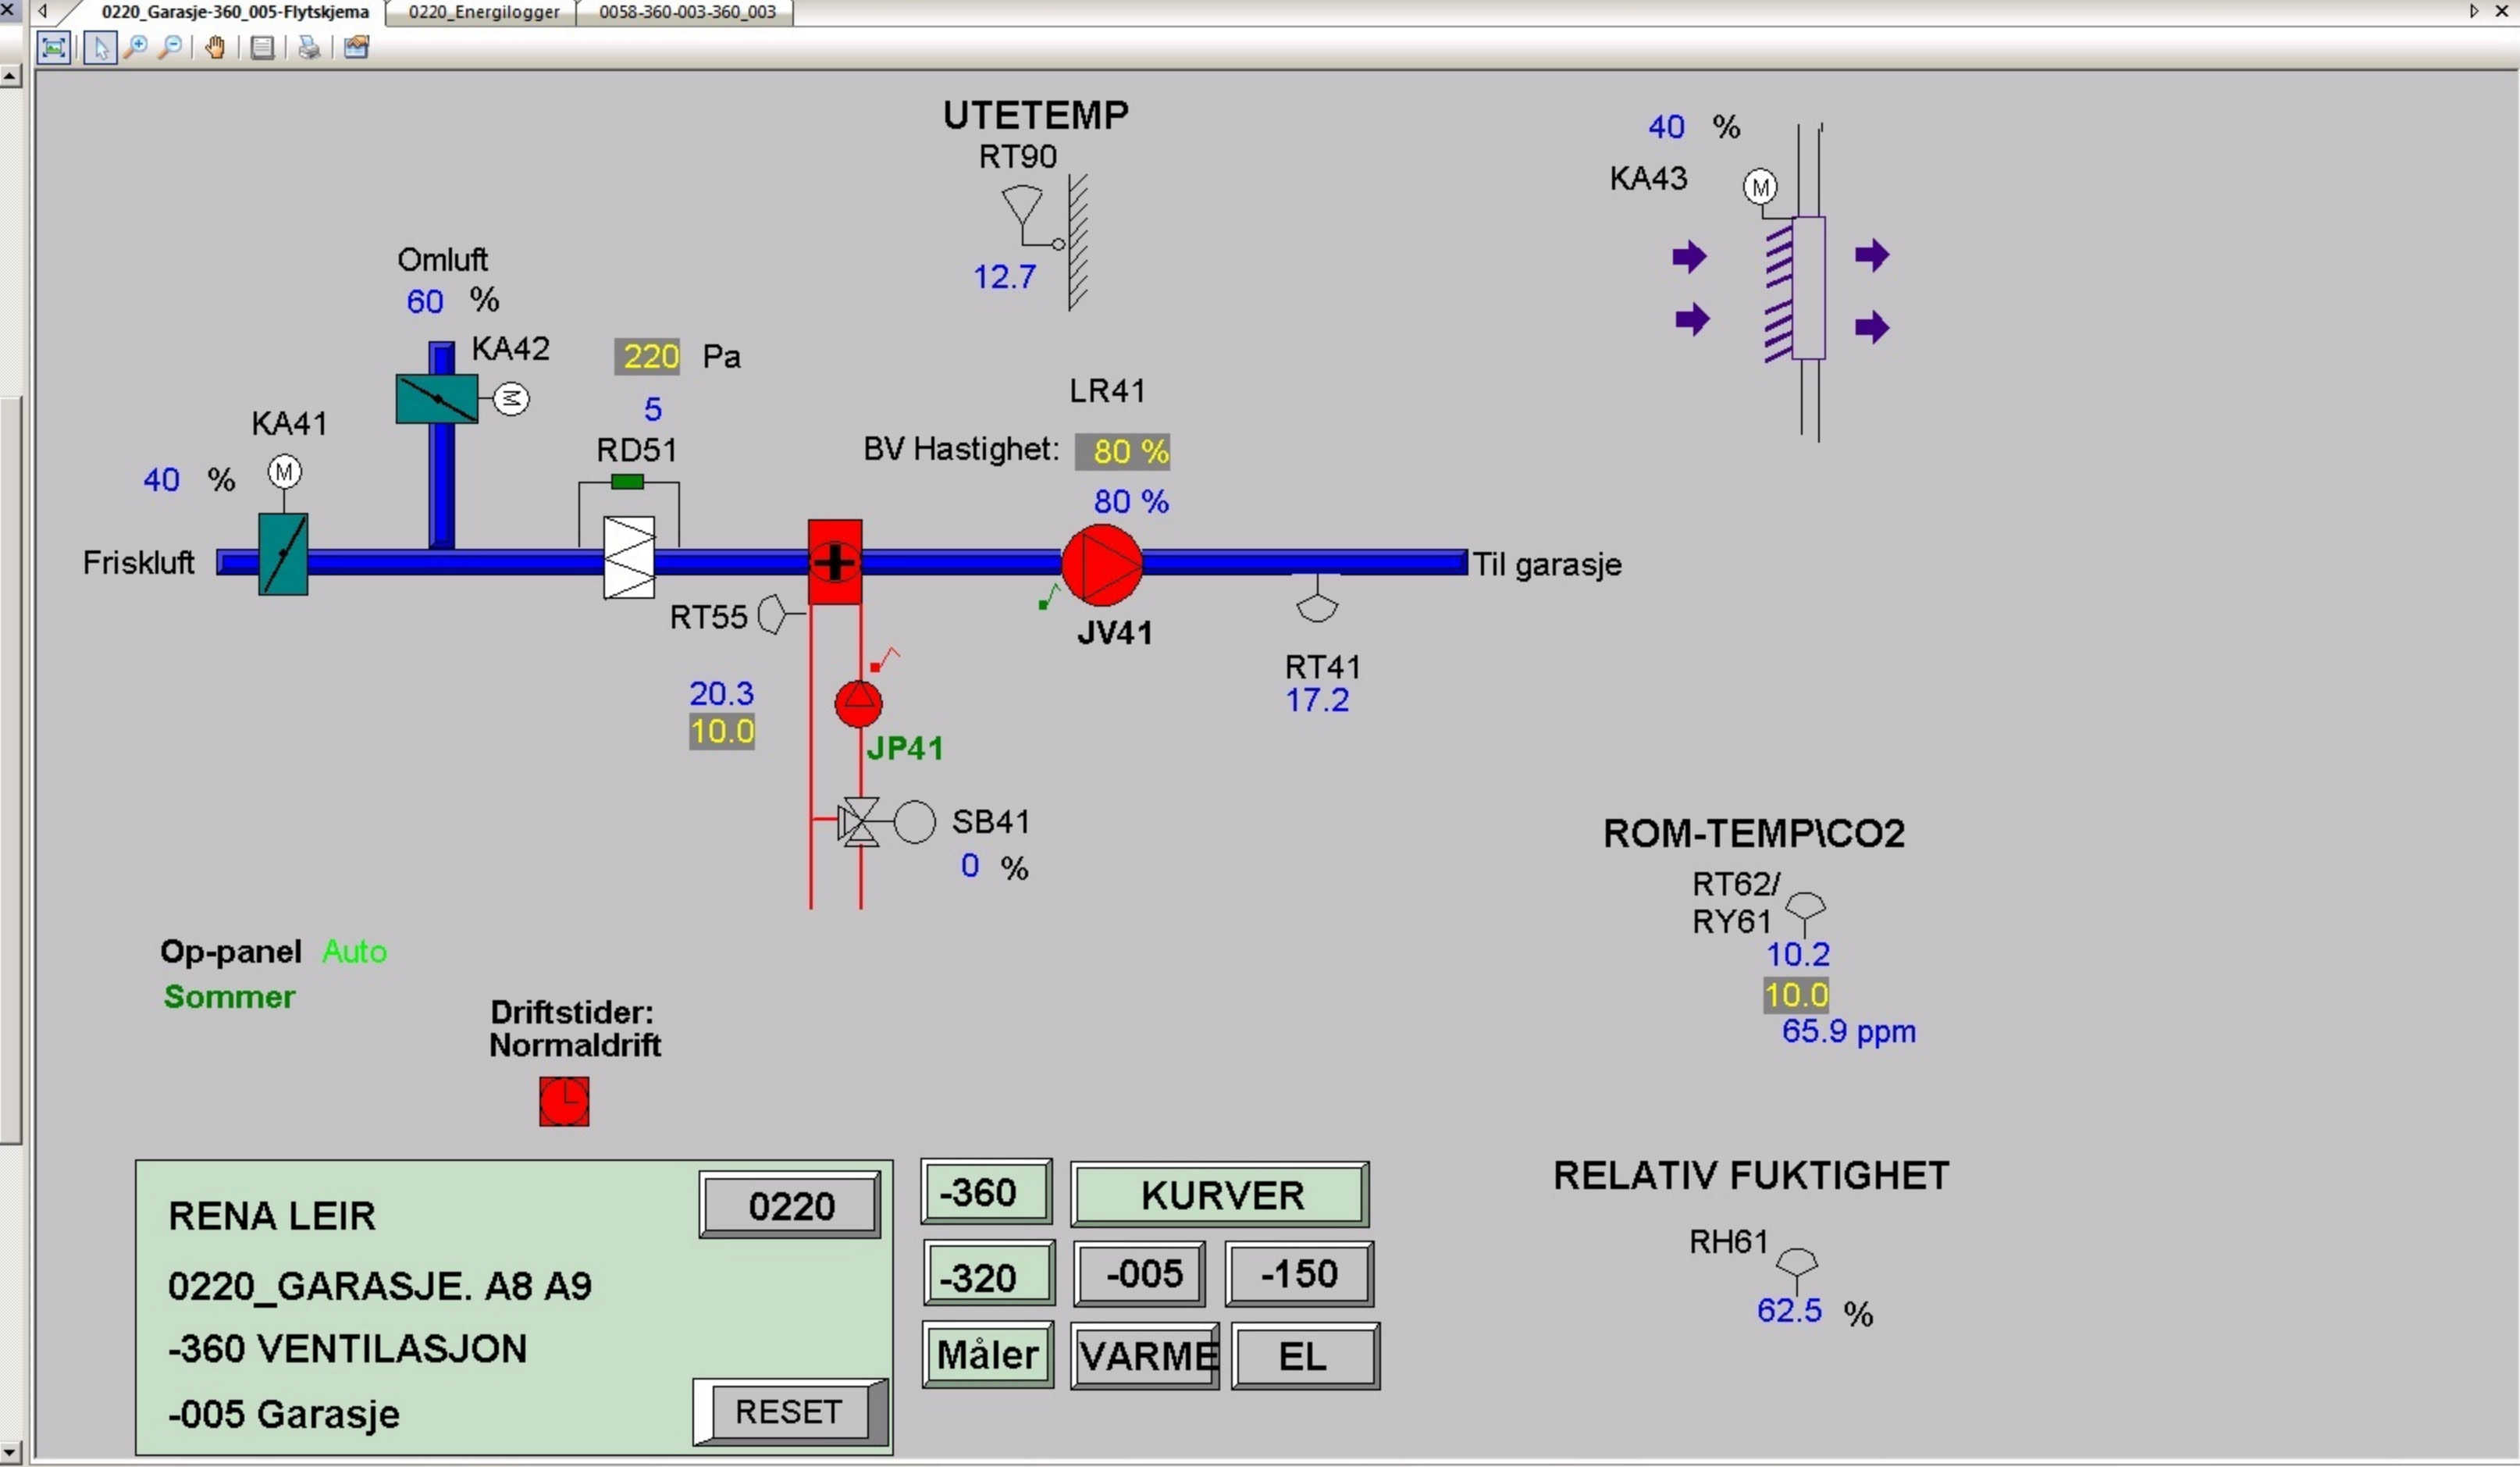 0220_Garasje-360_005-Flytskjema
0220_Energilogger
0058-360-003-360_003
UTETEMP
RT90
12.7
40 %
KA43
M
Omluft
60 %
KA42
M
220 Pa
5
RD51
KA41
40 %
M
LR41
BV Hastighet: 80 %
80 %
Friskluft
Til garasje
RT55
JV41
RT41
17.2
20.3
10.0
JP41
SB41
0 %
ROM-TEMP\CO2
RT62/
RY61
10.2
10.0
65.9 ppm
Op-panel Auto
Sommer
Driftstider:
Normaldrift
RENA LEIR
0220
0220_GARASJE. A8 A9
-360 VENTILASJON
-005 Garasje
RESET
-360
KURVER
-320
-005
-150
Måler
VARME
EL
RELATIV FUKTIGHET
RH61
62.5 %